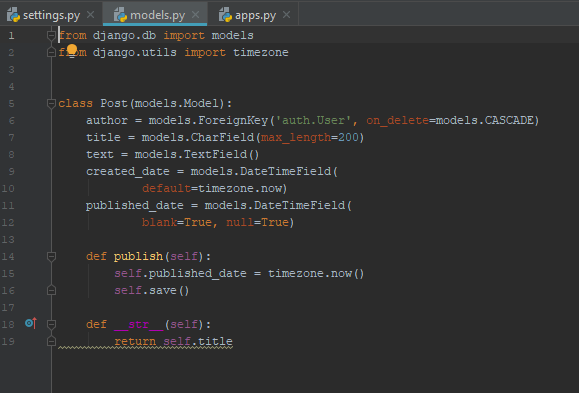 settings.py models.py apps.py
1 from django.db import models
2 from django.utils import timezone
3
4
5 class Post(models.Model):
6     author = models.ForeignKey('auth.User', on_delete=models.CASCADE)
7     title = models.CharField(max_length=200)
8     text = models.TextField()
9     created_date = models.DateTimeField(
10             default=timezone.now)
11     published_date = models.DateTimeField(
12             blank=True, null=True)
13
14     def publish(self):
15         self.published_date = timezone.now()
16         self.save()
17
18     def __str__(self):
19         return self.title